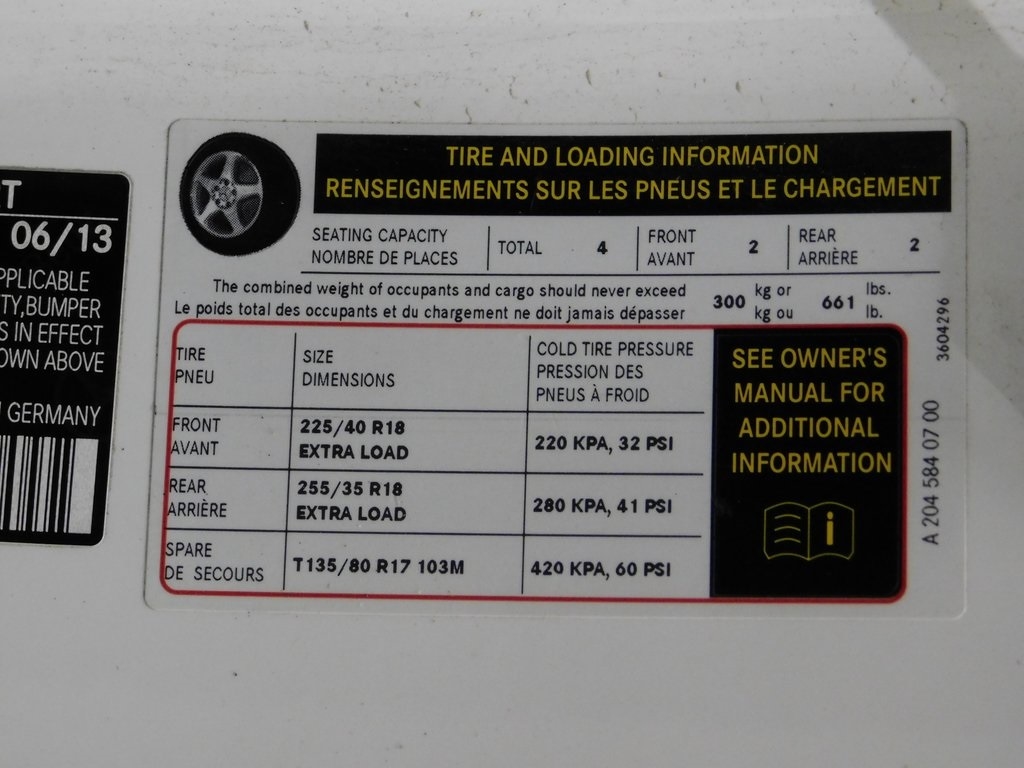 TIRE AND LOADING INFORMATION
RENSEIGNEMENTS SUR LES PNEUS ET LE CHARGEMENT
SEATING CAPACITY TOTAL 4 FRONT 2 REAR 2
NOMBRE DE PLACES AVANT ARRIÈRE
The combined weight of occupants and cargo should never exceed 300 kg or 661 lbs.
Le poids total des occupants et du chargement ne doit jamais dépasser kg ou lb.
TIRE SIZE COLD TIRE PRESSURE
PNEU DIMENSIONS PRESSION DES
PNEUS À FROID
FRONT 225/40 R18 220 KPA, 32 PSI
AVANT EXTRA LOAD
REAR 255/35 R18 280 KPA, 41 PSI
ARRIÈRE EXTRA LOAD
SPARE T135/80 R17 103M 420 KPA, 60 PSI
DE SECOURS
SEE OWNER'S
MANUAL FOR
ADDITIONAL
INFORMATION
i
3604296
A 204 584 07 00
06/13
BUMPER
S IN EFFECT
OWN ABOVE
GERMANY